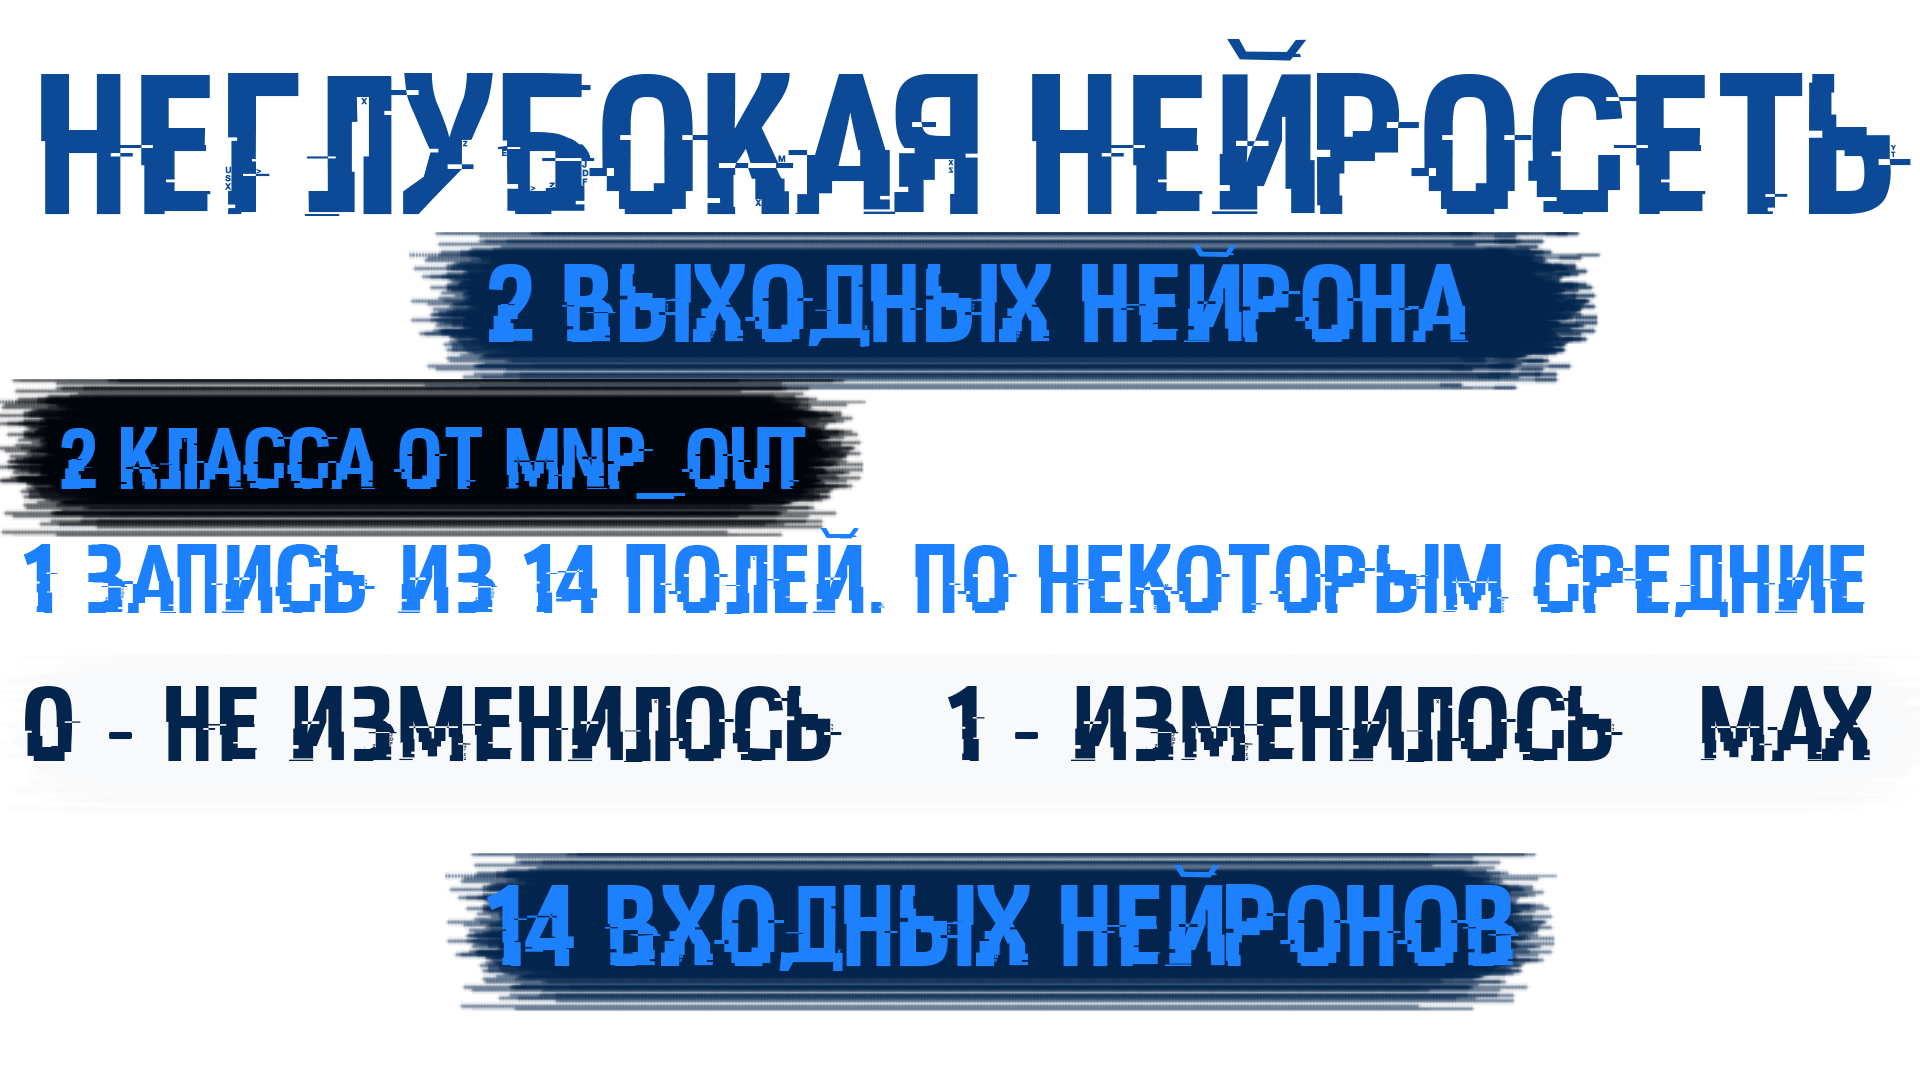 НЕГЛУБОКАЯ НЕЙРОСЕТЬ
2 ВЫХОДНЫХ НЕЙРОНА
2 КЛАССА ОТ MNP_OUT
1 ЗАПИСЬ ИЗ 14 ПОЛЕЙ. ПО НЕКОТОРЫМ СРЕДНИЕ
0 - НЕ ИЗМЕНИЛОСЬ 1 - ИЗМЕНИЛОСЬ MAX
14 ВХОДНЫХ НЕЙРОНОВ